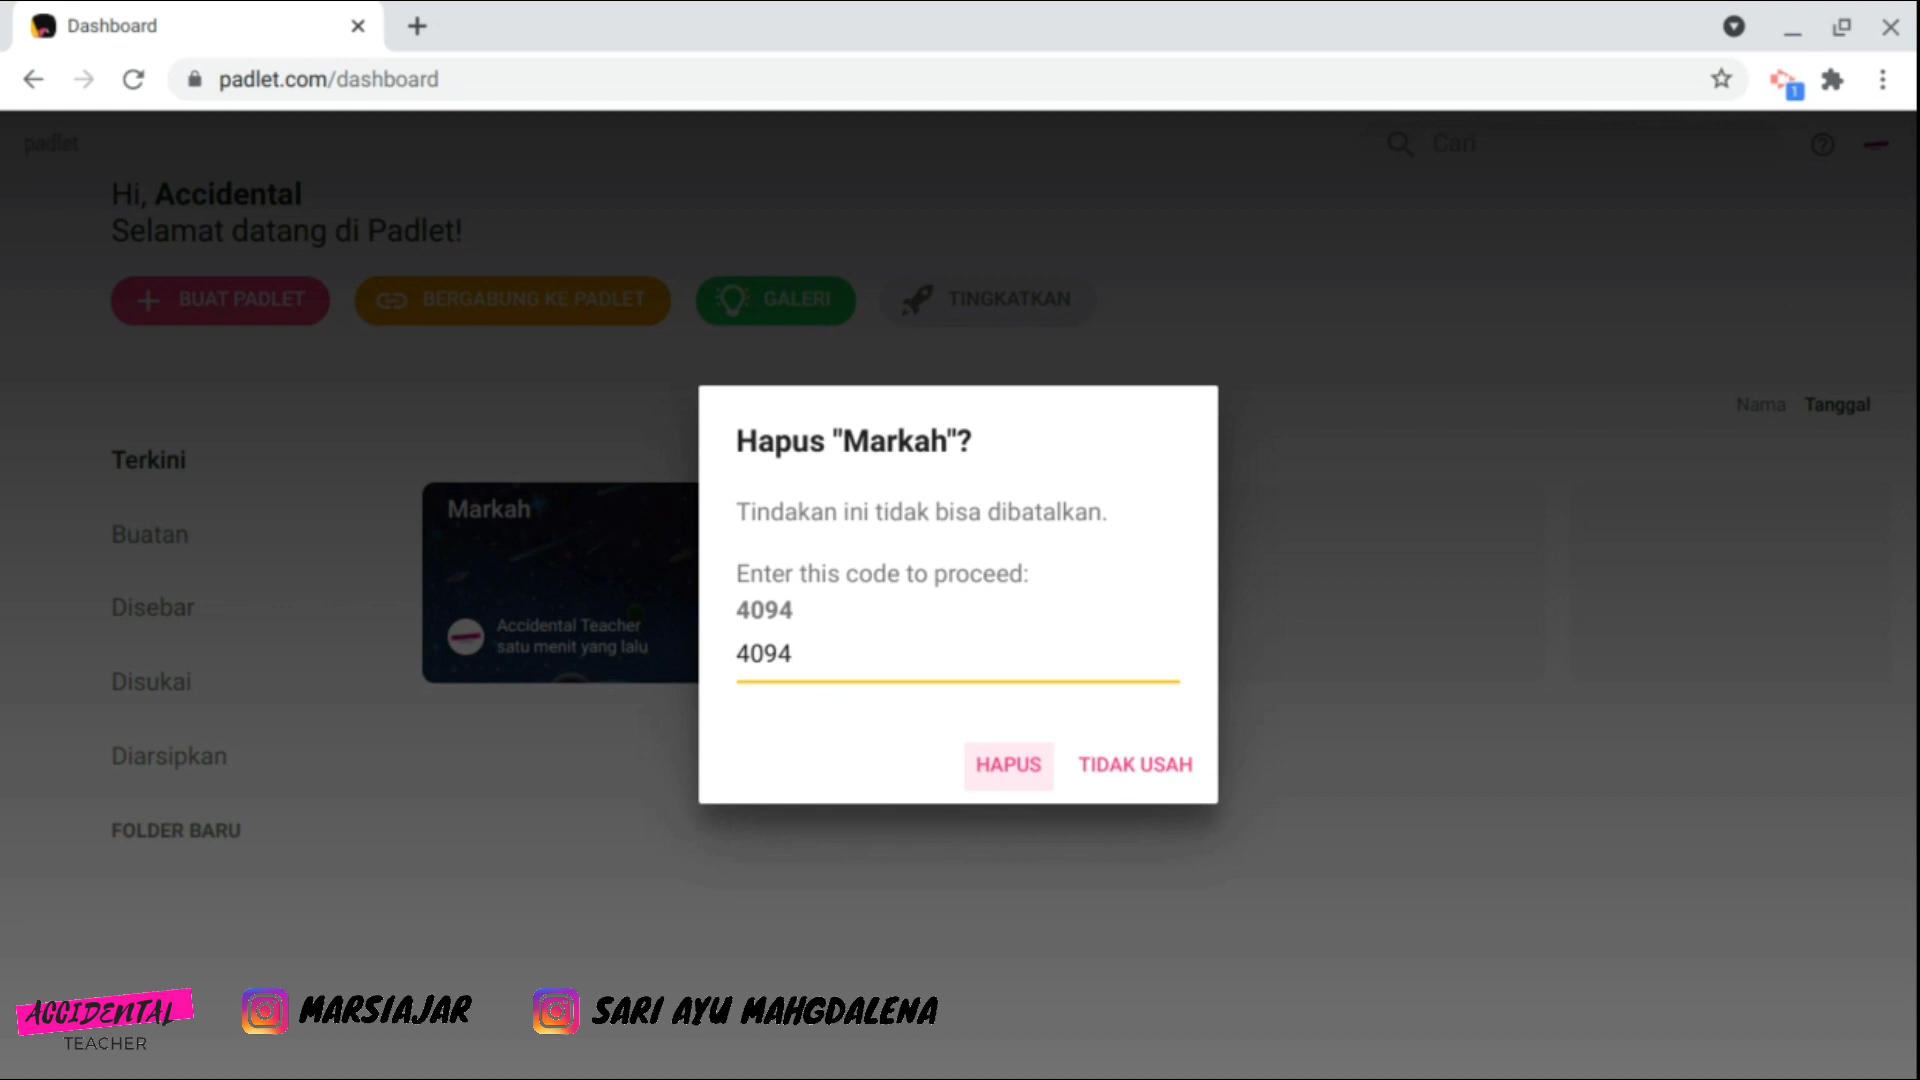 Dashboard
padlet.com/dashboard
1
padlet
Cari
Hi, Accidental
Selamat datang di Padlet!
BUAT PADLET
BERGABUNG KE PADLET
GALERI
TINGKATKAN
Nama Tanggal
Terkini
Buatan
Disebar
Disukai
Diarsipkan
FOLDER BARU
Markah
Accidental Teacher
satu menit yang lalu
Hapus "Markah"?
Tindakan ini tidak bisa dibatalkan.
Enter this code to proceed:
4094
4094
HAPUS
TIDAK USAH
ACCIDENTAL
TEACHER
MARSIAJAR
SARI AYU MAHGDALENA